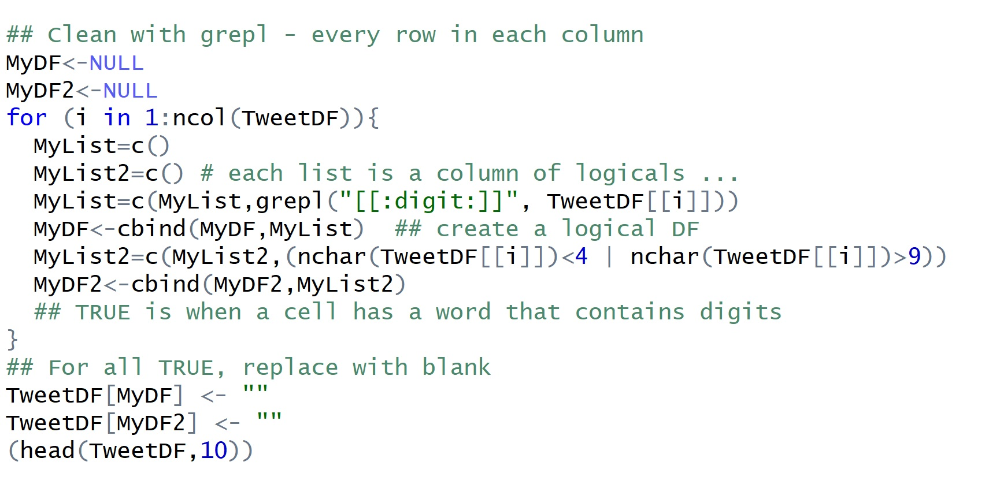 ## Clean with grepl - every row in each column
MyDF<-NULL
MyDF2<-NULL
for (i in 1:ncol(TweetDF)){
  MyList=c()
  MyList2=c() # each list is a column of logicals ...
  MyList=c(MyList,grepl("[[:digit:]]", TweetDF[[i]]))
  MyDF<-cbind(MyDF,MyList)  ## create a logical DF
  MyList2=c(MyList2,(nchar(TweetDF[[i]])<4 | nchar(TweetDF[[i]])>9))
  MyDF2<-cbind(MyDF2,MyList2)
  ## TRUE is when a cell has a word that contains digits
}
## For all TRUE, replace with blank
TweetDF[MyDF] <- ""
TweetDF[MyDF2] <- ""
(head(TweetDF,10))